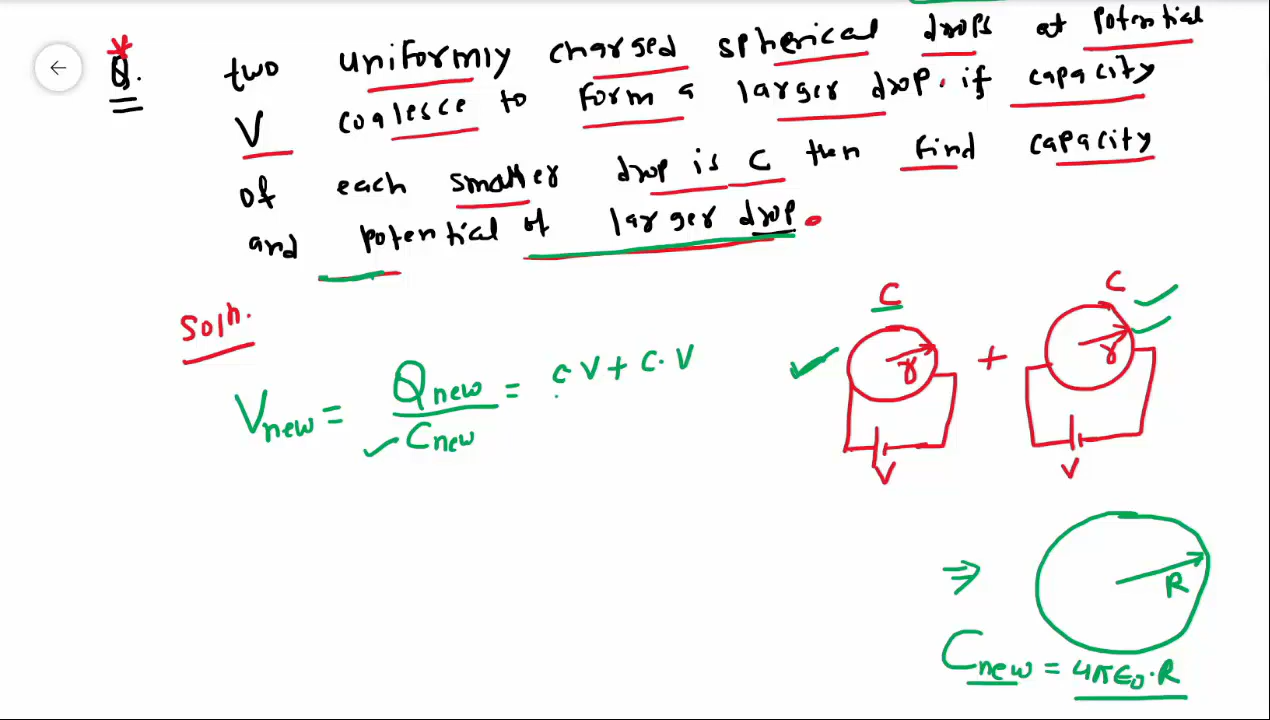 Q. two uniformly charged spherical drops at potential
V coalesce to form a larger drop. if capacity
of each smaller drop is C then find capacity
and potential of larger drop.
Soln.
C
C
r + r
V
V
Vnew = Qnew / Cnew = C V + C · V
⇒ R
Cnew = 4πε₀·R